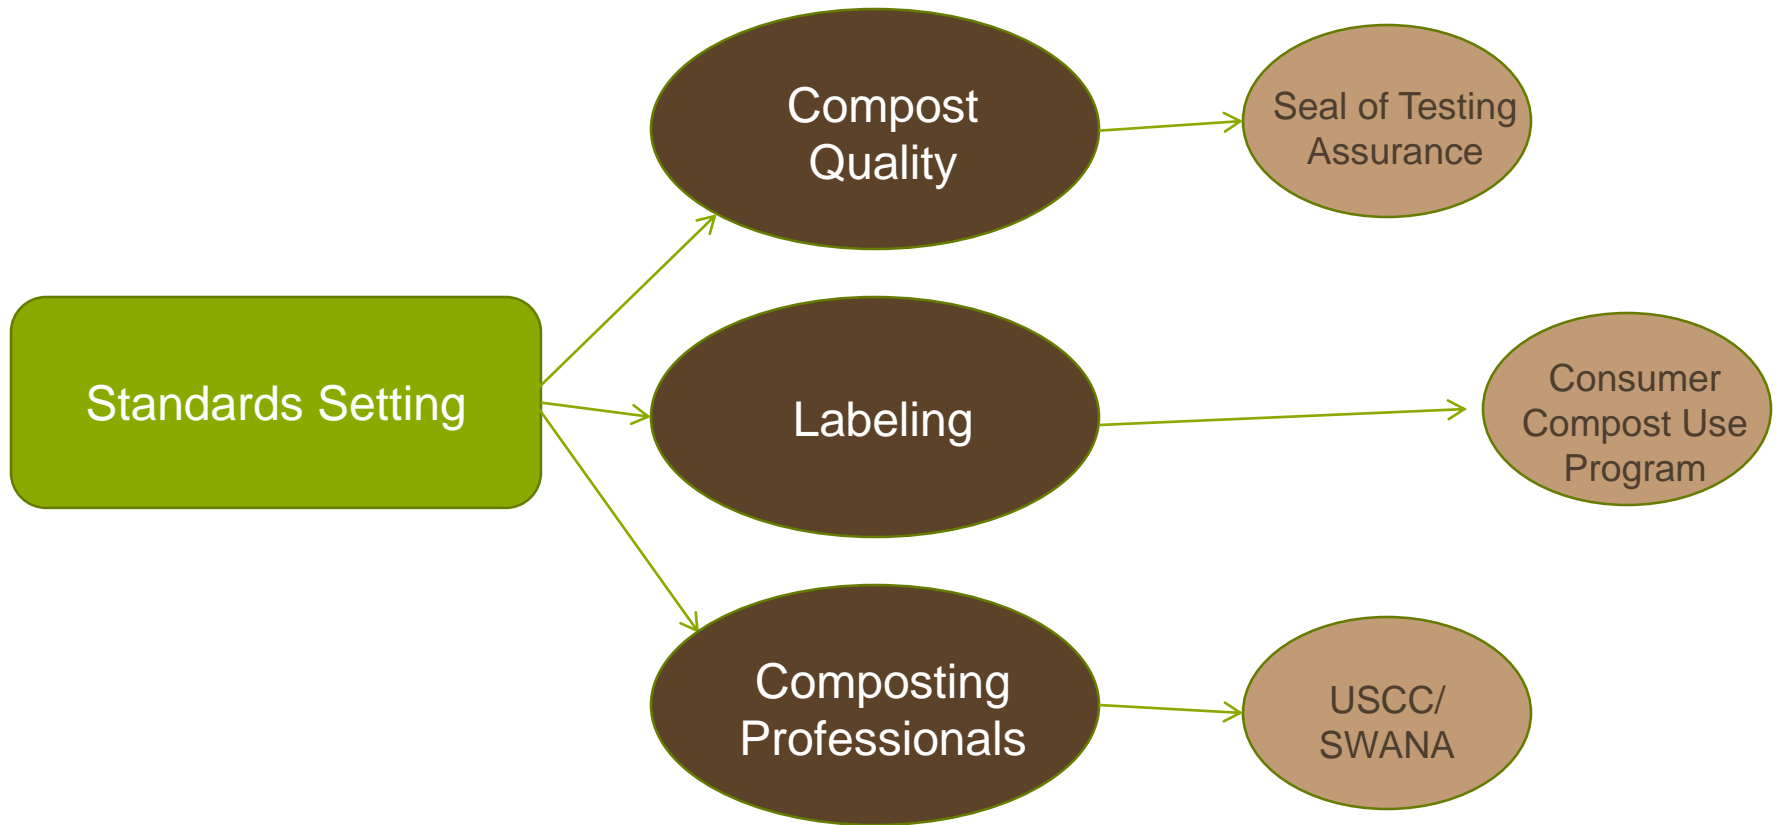 Standards Setting
Compost
Quality
Seal of Testing
Assurance
Labeling
Consumer
Compost Use
Program
Composting
Professionals
USCC/
SWANA